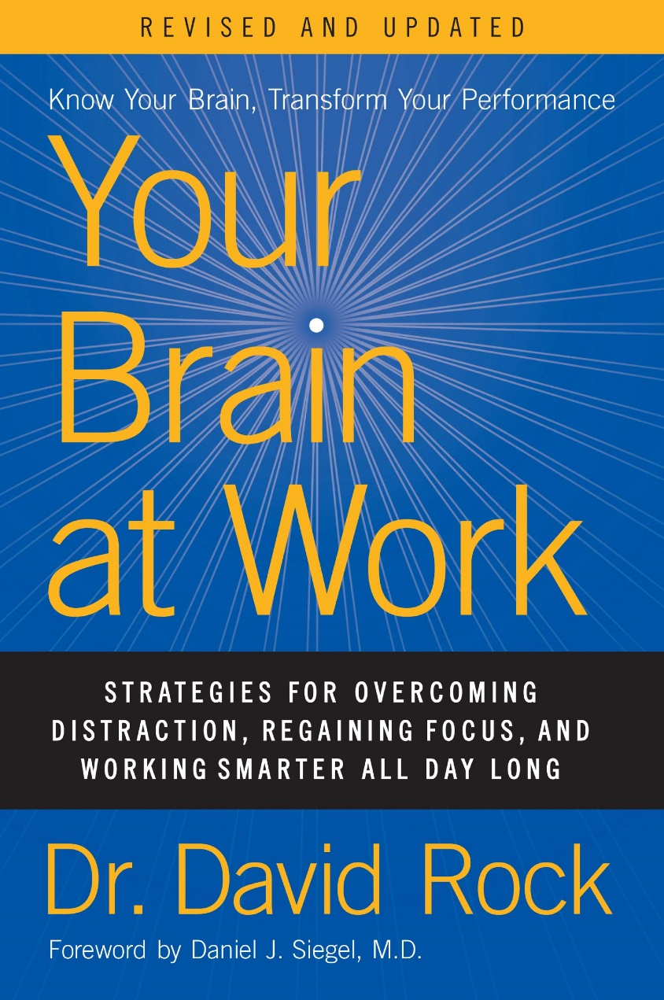 REVISED AND UPDATED
Know Your Brain, Transform Your Performance
Your
Brain
at Work
STRATEGIES FOR OVERCOMING
DISTRACTION, REGAINING FOCUS, AND
WORKING SMARTER ALL DAY LONG
Dr. David Rock
Foreword by Daniel J. Siegel, M.D.